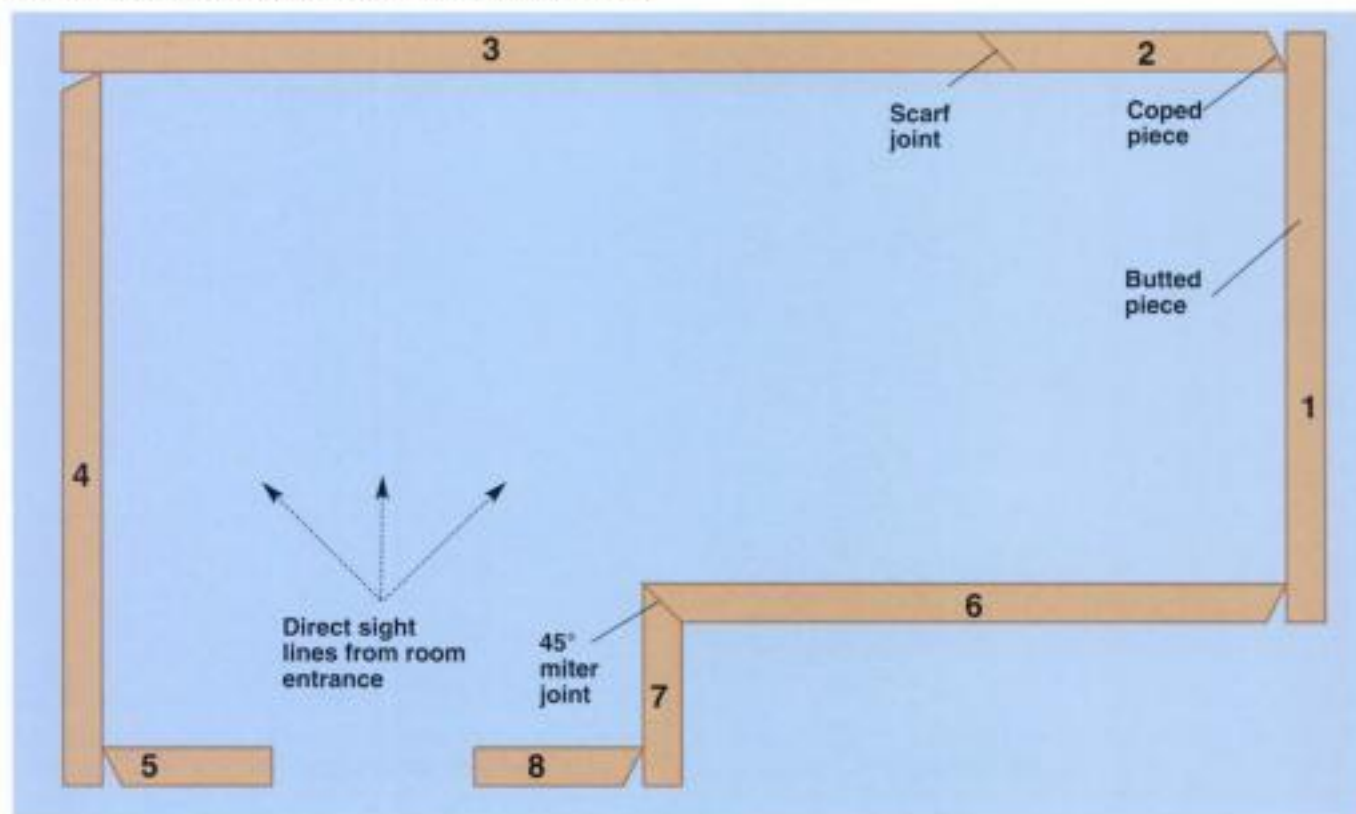 3
2
Scarf
joint
Coped
piece
Butted
piece
1
4
Direct sight
lines from room
entrance
45°
miter
joint
6
7
5
8